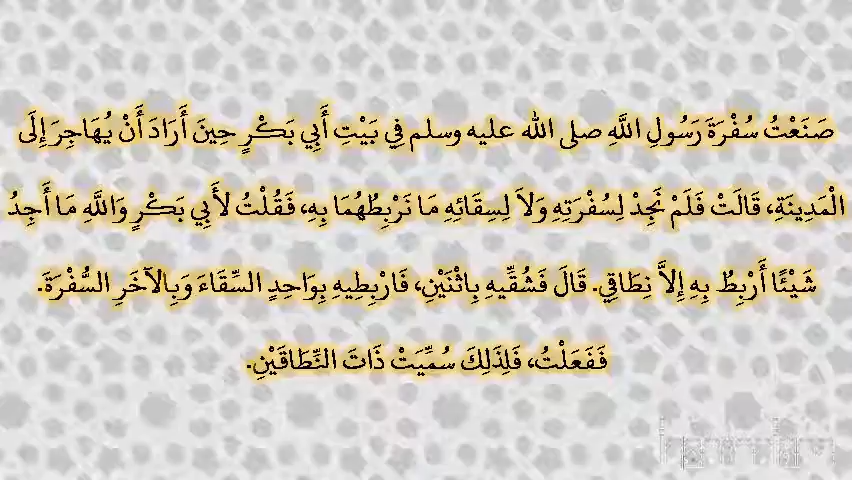 صَنَعْتُ سُفْرَةَ رَسُولِ اللَّهِ صلى الله عليه وسلم فِي بَيْتِ أَبِي بَكْرٍ حِينَ أَرَادَ أَنْ يُهَاجِرَ إِلَى
الْمَدِينَةِ، قَالَتْ فَلَمْ نَجِدْ لِسُفْرَتِهِ وَلاَ لِسِقَائِهِ مَا نَرْبِطُهُمَا بِهِ، فَقُلْتُ لأَبِي بَكْرٍ وَاللَّهِ مَا أَجِدُ
شَيْئًا أَرْبِطُ بِهِ إِلاَّ نِطَاقِي. قَالَ فَشُقِّيهِ بِاثْنَيْنِ، فَارْبِطِيهِ بِوَاحِدٍ السِّقَاءَ وَبِالآخَرِ السُّفْرَةَ.
فَفَعَلْتُ، فَلِذَلِكَ سُمِّيَتْ ذَاتَ النِّطَاقَيْنِ.